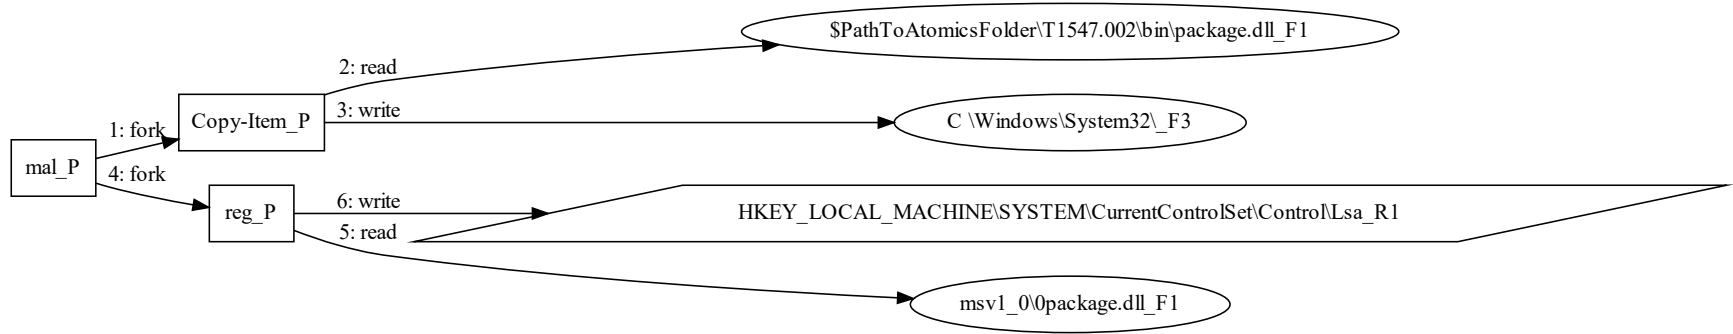 $PathToAtomicsFolder\T1547.002\bin\package.dll_F1
2: read
Copy-Item_P
3: write
C \Windows\System32\_F3
1: fork
mal_P
4: fork
reg_P
6: write
HKEY_LOCAL_MACHINE\SYSTEM\CurrentControlSet\Control\Lsa_R1
5: read
msv1_0\0package.dll_F1